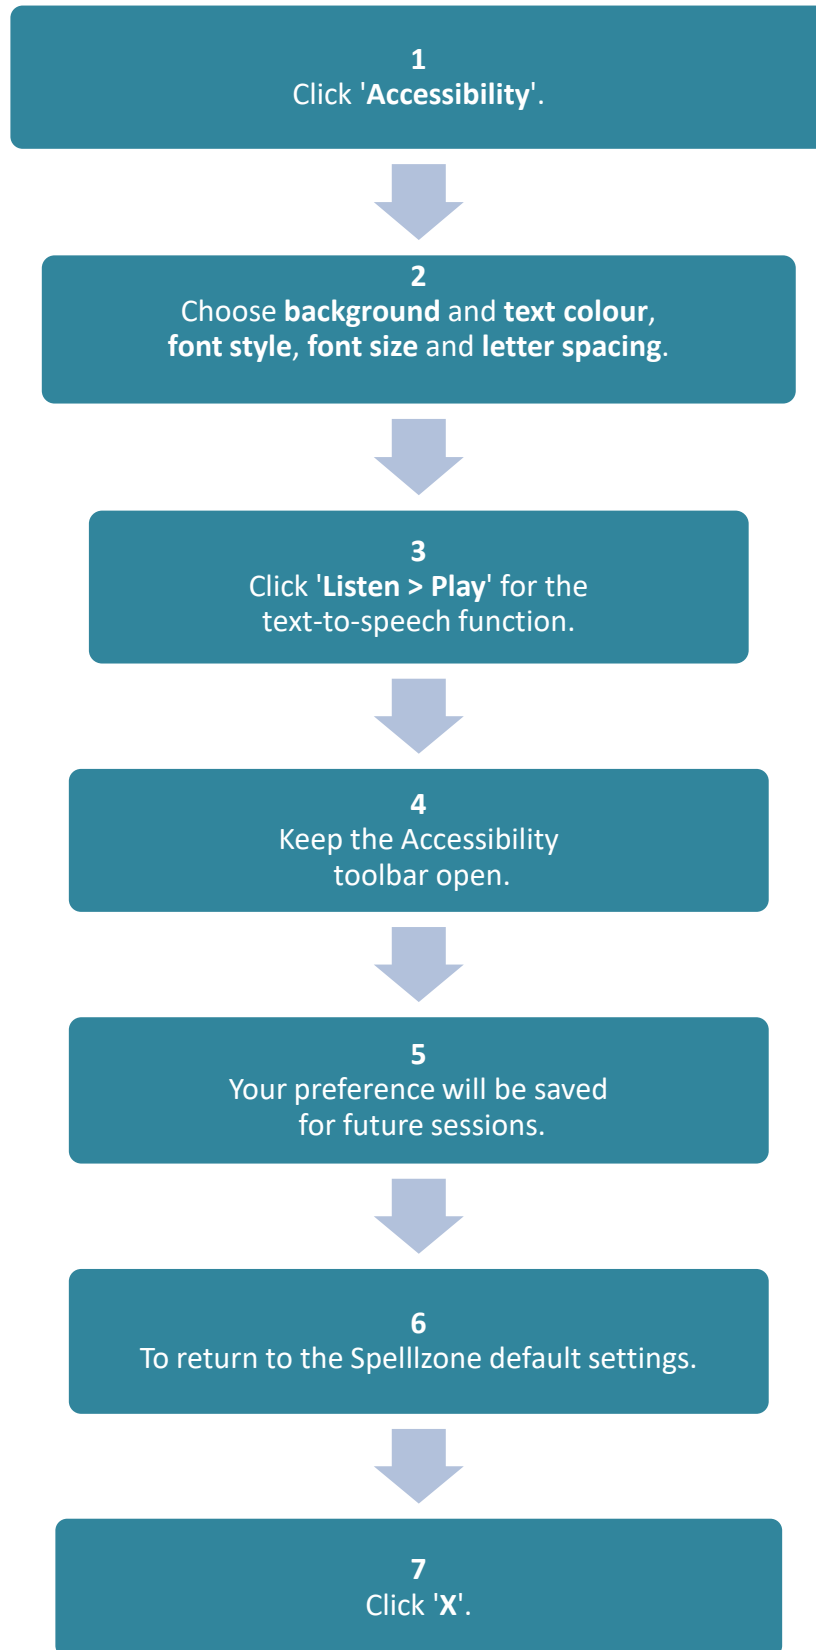 1
Click 'Accessibility'.
2
Choose background and text colour,
font style, font size and letter spacing.
3
Click 'Listen > Play' for the
text-to-speech function.
4
Keep the Accessibility
toolbar open.
5
Your preference will be saved
for future sessions.
6
To return to the Spelllzone default settings.
7
Click 'X'.